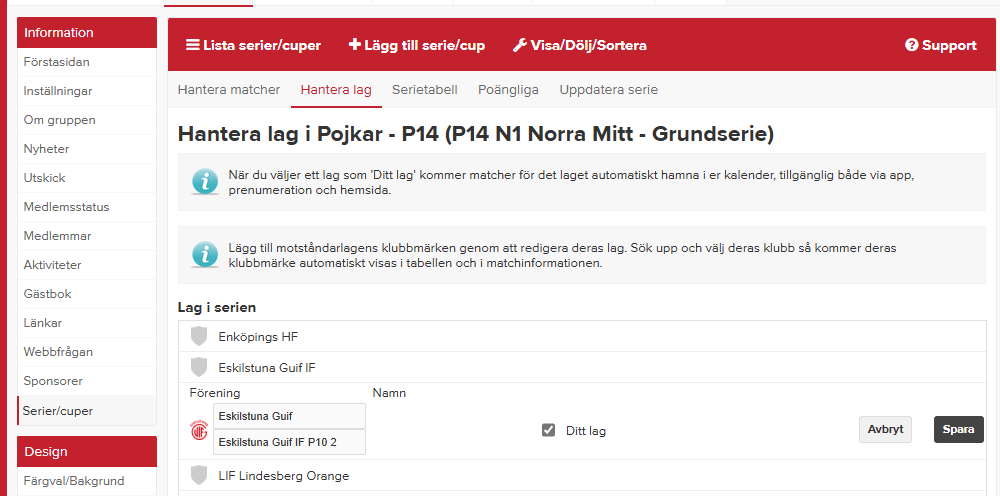 Information
Förstasidan
Inställningar
Om gruppen
Nyheter
Utskick
Medlemsstatus
Medlemmar
Aktiviteter
Gästbok
Länkar
Webbfrågan
Sponsorer
Serier/cuper
Design
Färgval/Bakgrund
Lista serier/cuper Lägg till serie/cup Visa/Dölj/Sortera Support
Hantera matcher Hantera lag Serietabell Poängliga Uppdatera serie
Hantera lag i Pojkar - P14 (P14 N1 Norra Mitt - Grundserie)
När du väljer ett lag som 'Ditt lag' kommer matcher för det laget automatiskt hamna i er kalender, tillgänglig både via app,
prenumeration och hemsida.
Lägg till motståndarlagens klubbmärken genom att redigera deras lag. Sök upp och välj deras klubb så kommer deras
klubbmärke automatiskt visas i tabellen och i matchinformationen.
Lag i serien
Enköpings HF
Eskilstuna Guif IF
Förening Namn
Eskilstuna Guif
Eskilstuna Guif IF P10 2
Ditt lag Avbryt Spara
LIF Lindesberg Orange